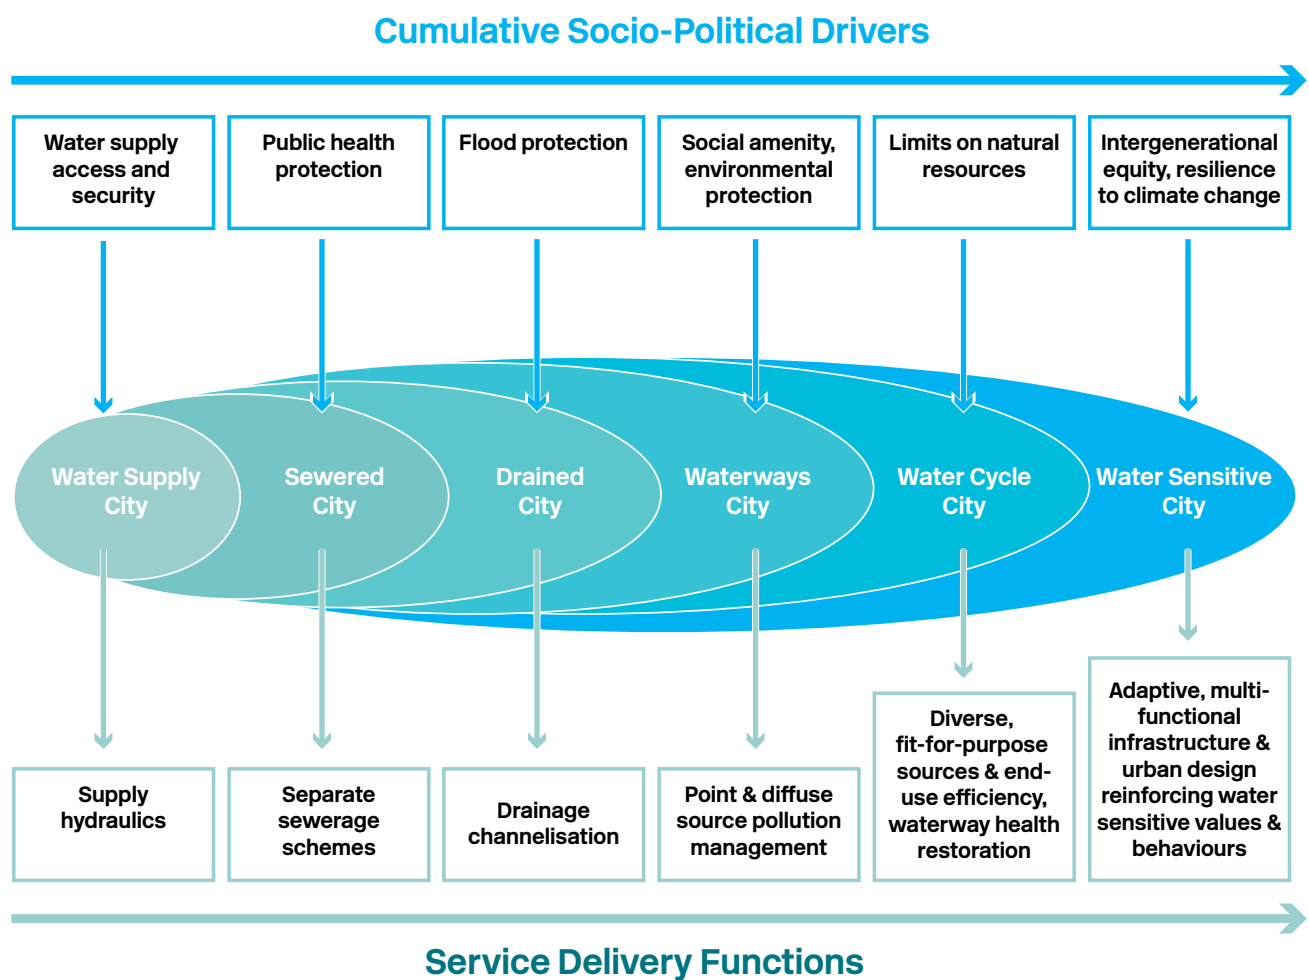 Cumulative Socio-Political Drivers
Water supply
access and
security
Public health
protection
Flood protection
Social amenity,
environmental
protection
Limits on natural
resources
Intergenerational
equity, resilience
to climate change
Water Supply
City
Sewered
City
Drained
City
Waterways
City
Water Cycle
City
Water Sensitive
City
Supply
hydraulics
Separate
sewerage
schemes
Drainage
channelisation
Point & diffuse
source pollution
management
Diverse,
fit-for-purpose
sources & end-
use efficiency,
waterway health
restoration
Adaptive, multi-
functional
infrastructure &
urban design
reinforcing water
sensitive values &
behaviours
Service Delivery Functions